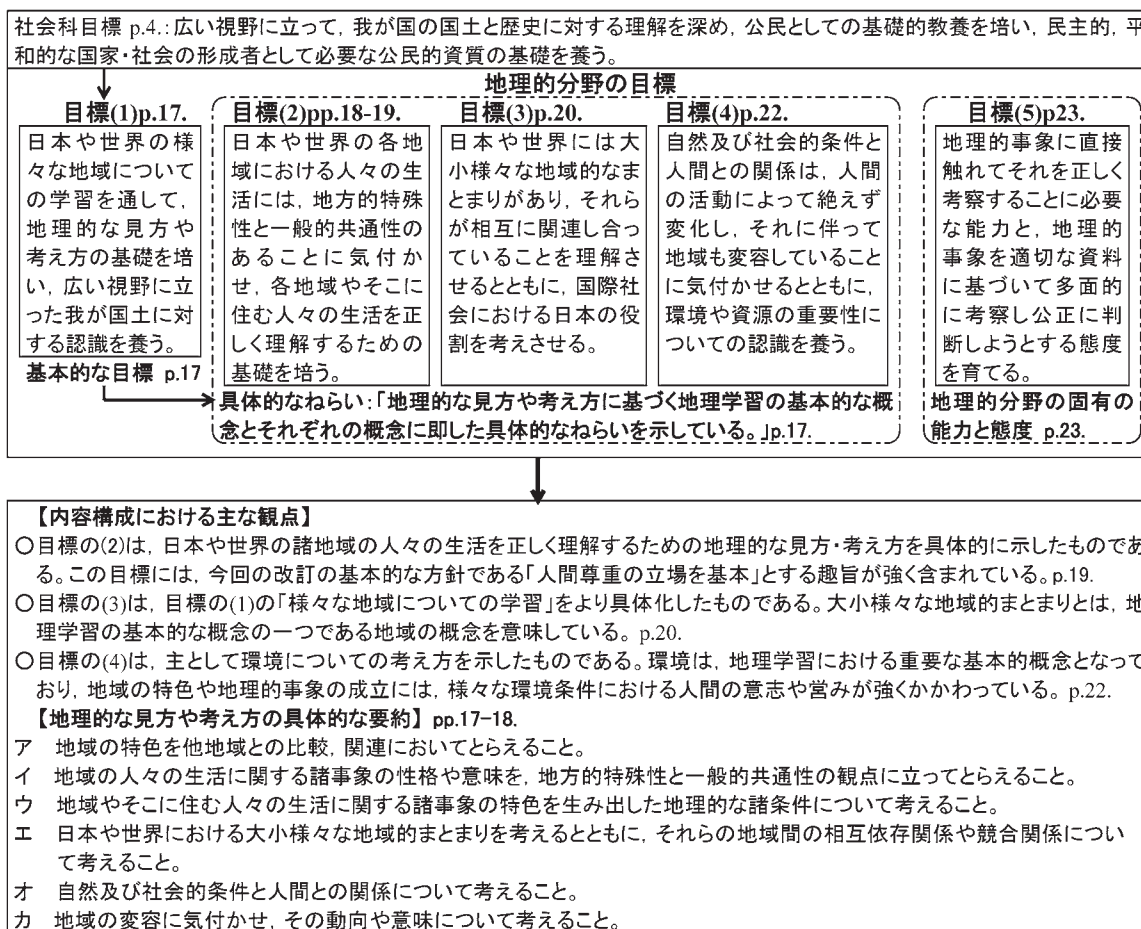 社会科目標 p.4.:広い視野に立って，我が国の国土と歴史に対する理解を深め，公民としての基礎的教養を培い，民主的，平
和的な国家・社会の形成者として必要な公民的資質の基礎を養う。
地理的分野の目標
目標(1)p.17.
日本や世界の様
々な地域について
の学習を通して，
地理的な見方や
考え方の基礎を培
い，広い視野に立
った我が国土に対
する認識を養う。
基本的な目標 p.17
目標(2)pp.18-19.
日本や世界の各地
域における人々の生
活には，地方的特殊
性と一般的共通性の
あることに気付か
せ，各地域やそこに
住む人々の生活を正
しく理解するための
基礎を培う。
目標(3)p.20.
日本や世界には大
小様々な地域的なま
とまりがあり，それら
が相互に関連し合っ
ていることを理解さ
せるとともに，国際社
会における日本の役
割を考えさせる。
目標(4)p.22.
自然及び社会的条件と
人間との関係は，人間
の活動によって絶えず
変化し，それに伴って
地域も変容していること
に気付かせるとともに，
環境や資源の重要性に
ついての認識を養う。
具体的なねらい:「地理的な見方や考え方に基づく地理学習の基本的な概
念とそれぞれの概念に即した具体的なねらいを示している。」p.17.
目標(5)p23.
地理的事象に直接
触れてそれを正しく
考察することに必要
な能力と，地理的
事象を適切な資料
に基づいて多面的
に考察し公正に判
断しようとする態度
を育てる。
地理的分野の固有の
能力と態度 p.23.
【内容構成における主な観点】
○目標の(2)は，日本や世界の諸地域の人々の生活を正しく理解するための地理的な見方・考え方を具体的に示したものであ
る。この目標には，今回の改訂の基本的な方針である「人間尊重の立場を基本」とする趣旨が強く含まれている。p.19.
○目標の(3)は，目標の(1)の「様々な地域についての学習」をより具体化したものである。大小様々な地域的まとまりとは，地
理学習の基本的な概念の一つである地域の概念を意味している。 p.20.
○目標の(4)は，主として環境についての考え方を示したものである。環境は，地理学習における重要な基本的概念となって
おり，地域の特色や地理的事象の成立には，様々な環境条件における人間の意志や営みが強くかかわっている。 p.22.
【地理的な見方や考え方の具体的な要約】 pp.17-18.
ア 地域の特色を他地域との比較，関連においてとらえること。
イ 地域の人々の生活に関する諸事象の性格や意味を，地方的特殊性と一般的共通性の観点に立ってとらえること。
ウ 地域やそこに住む人々の生活に関する諸事象の特色を生み出した地理的な諸条件について考えること。
エ 日本や世界における大小様々な地域的まとまりを考えるとともに，それらの地域間の相互依存関係や競合関係につい
て考えること。
オ 自然及び社会的条件と人間との関係について考えること。
カ 地域の変容に気付かせ，その動向や意味について考えること。